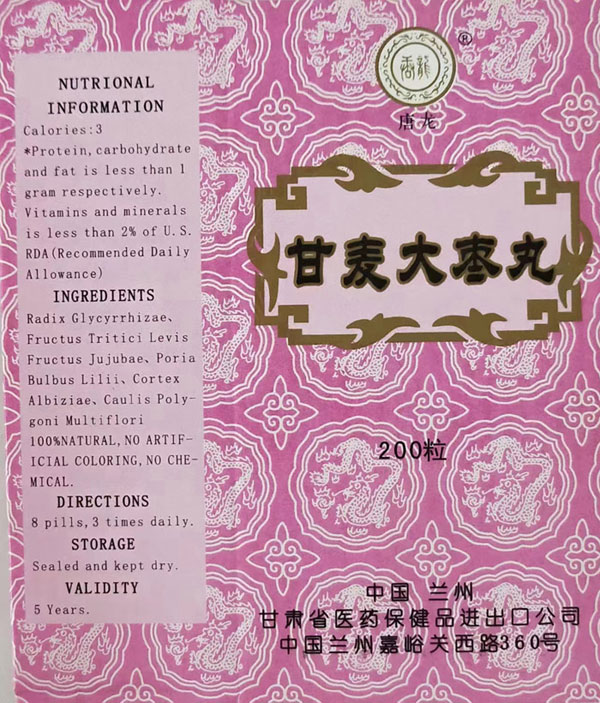 NUTRIONAL
INFORMATION
Calories:3
*Protein,carbohydrate
and fat is less than 1
gram respectively.
Vitamins and minerals
is less than 2% of U.S.
RDA(Recommended Daily
Allowance)
INGREDIENTS
Radix Glycyrrhizae、
Fructus Tritici Levis
Fructus Jujubae、Poria
Bulbus Lilii、Cortex
Albiziae、Caulis Poly-
goni Multiflori
100%NATURAL,NO ARTIF-
ICIAL COLORING,NO CHE-
MICAL.
DIRECTIONS
8 pills,3 times daily.
STORAGE
Sealed and kept dry.
VALIDITY
5 Years.
®
唐龙
甘麦大枣丸
200粒
中国 兰州
甘肃省医药保健品进出口公司
中国兰州嘉峪关西路360号